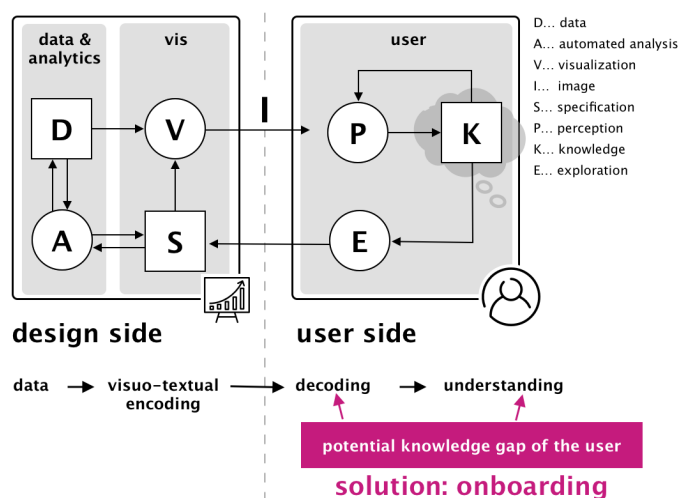 data &
analytics
vis
user
D
V
I
P
K
A
S
E
D... data
A... automated analysis
V... visualization
I... image
S... specification
P... perception
K... knowledge
E... exploration
design side
user side
data
visuo-textual
encoding
decoding
understanding
potential knowledge gap of the user
solution: onboarding